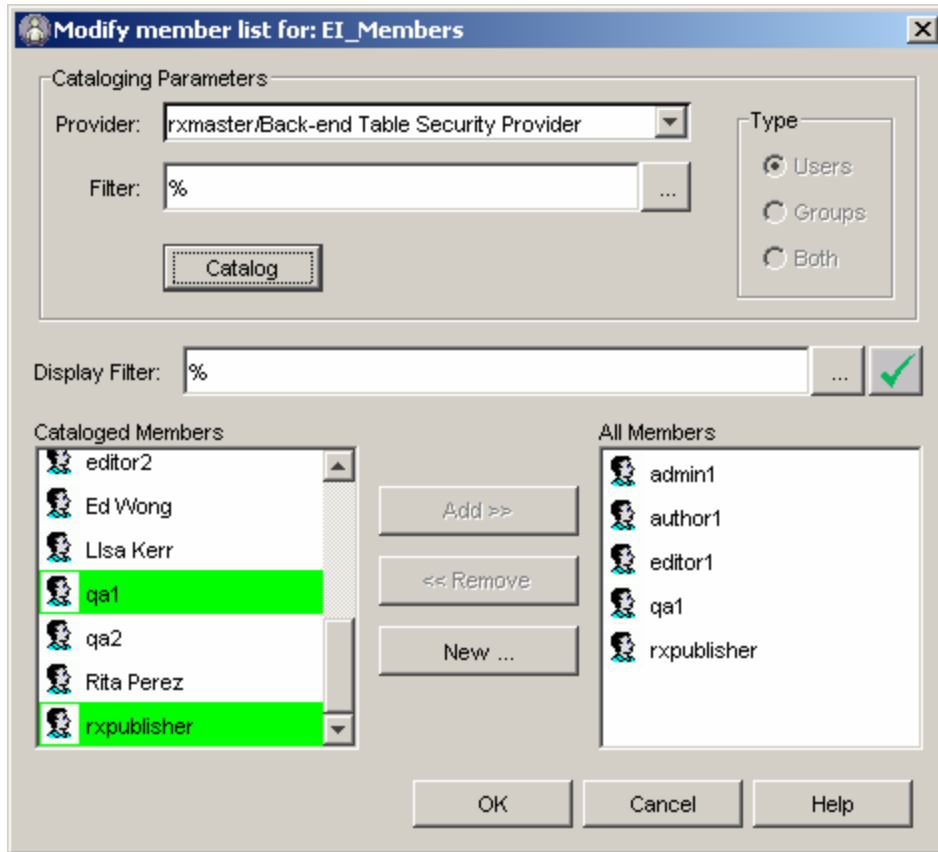 Modify member list for: EI_Members
Cataloging Parameters
Provider: rxmaster/Back-end Table Security Provider
Type
Users
Filter: % ...
Groups
Both
Catalog
Display Filter: % ...
Cataloged Members
editor2
Ed Wong
LIsa Kerr
qa1
qa2
Rita Perez
rxpublisher
Add >>
<< Remove
New ...
All Members
admin1
author1
editor1
qa1
rxpublisher
OK Cancel Help